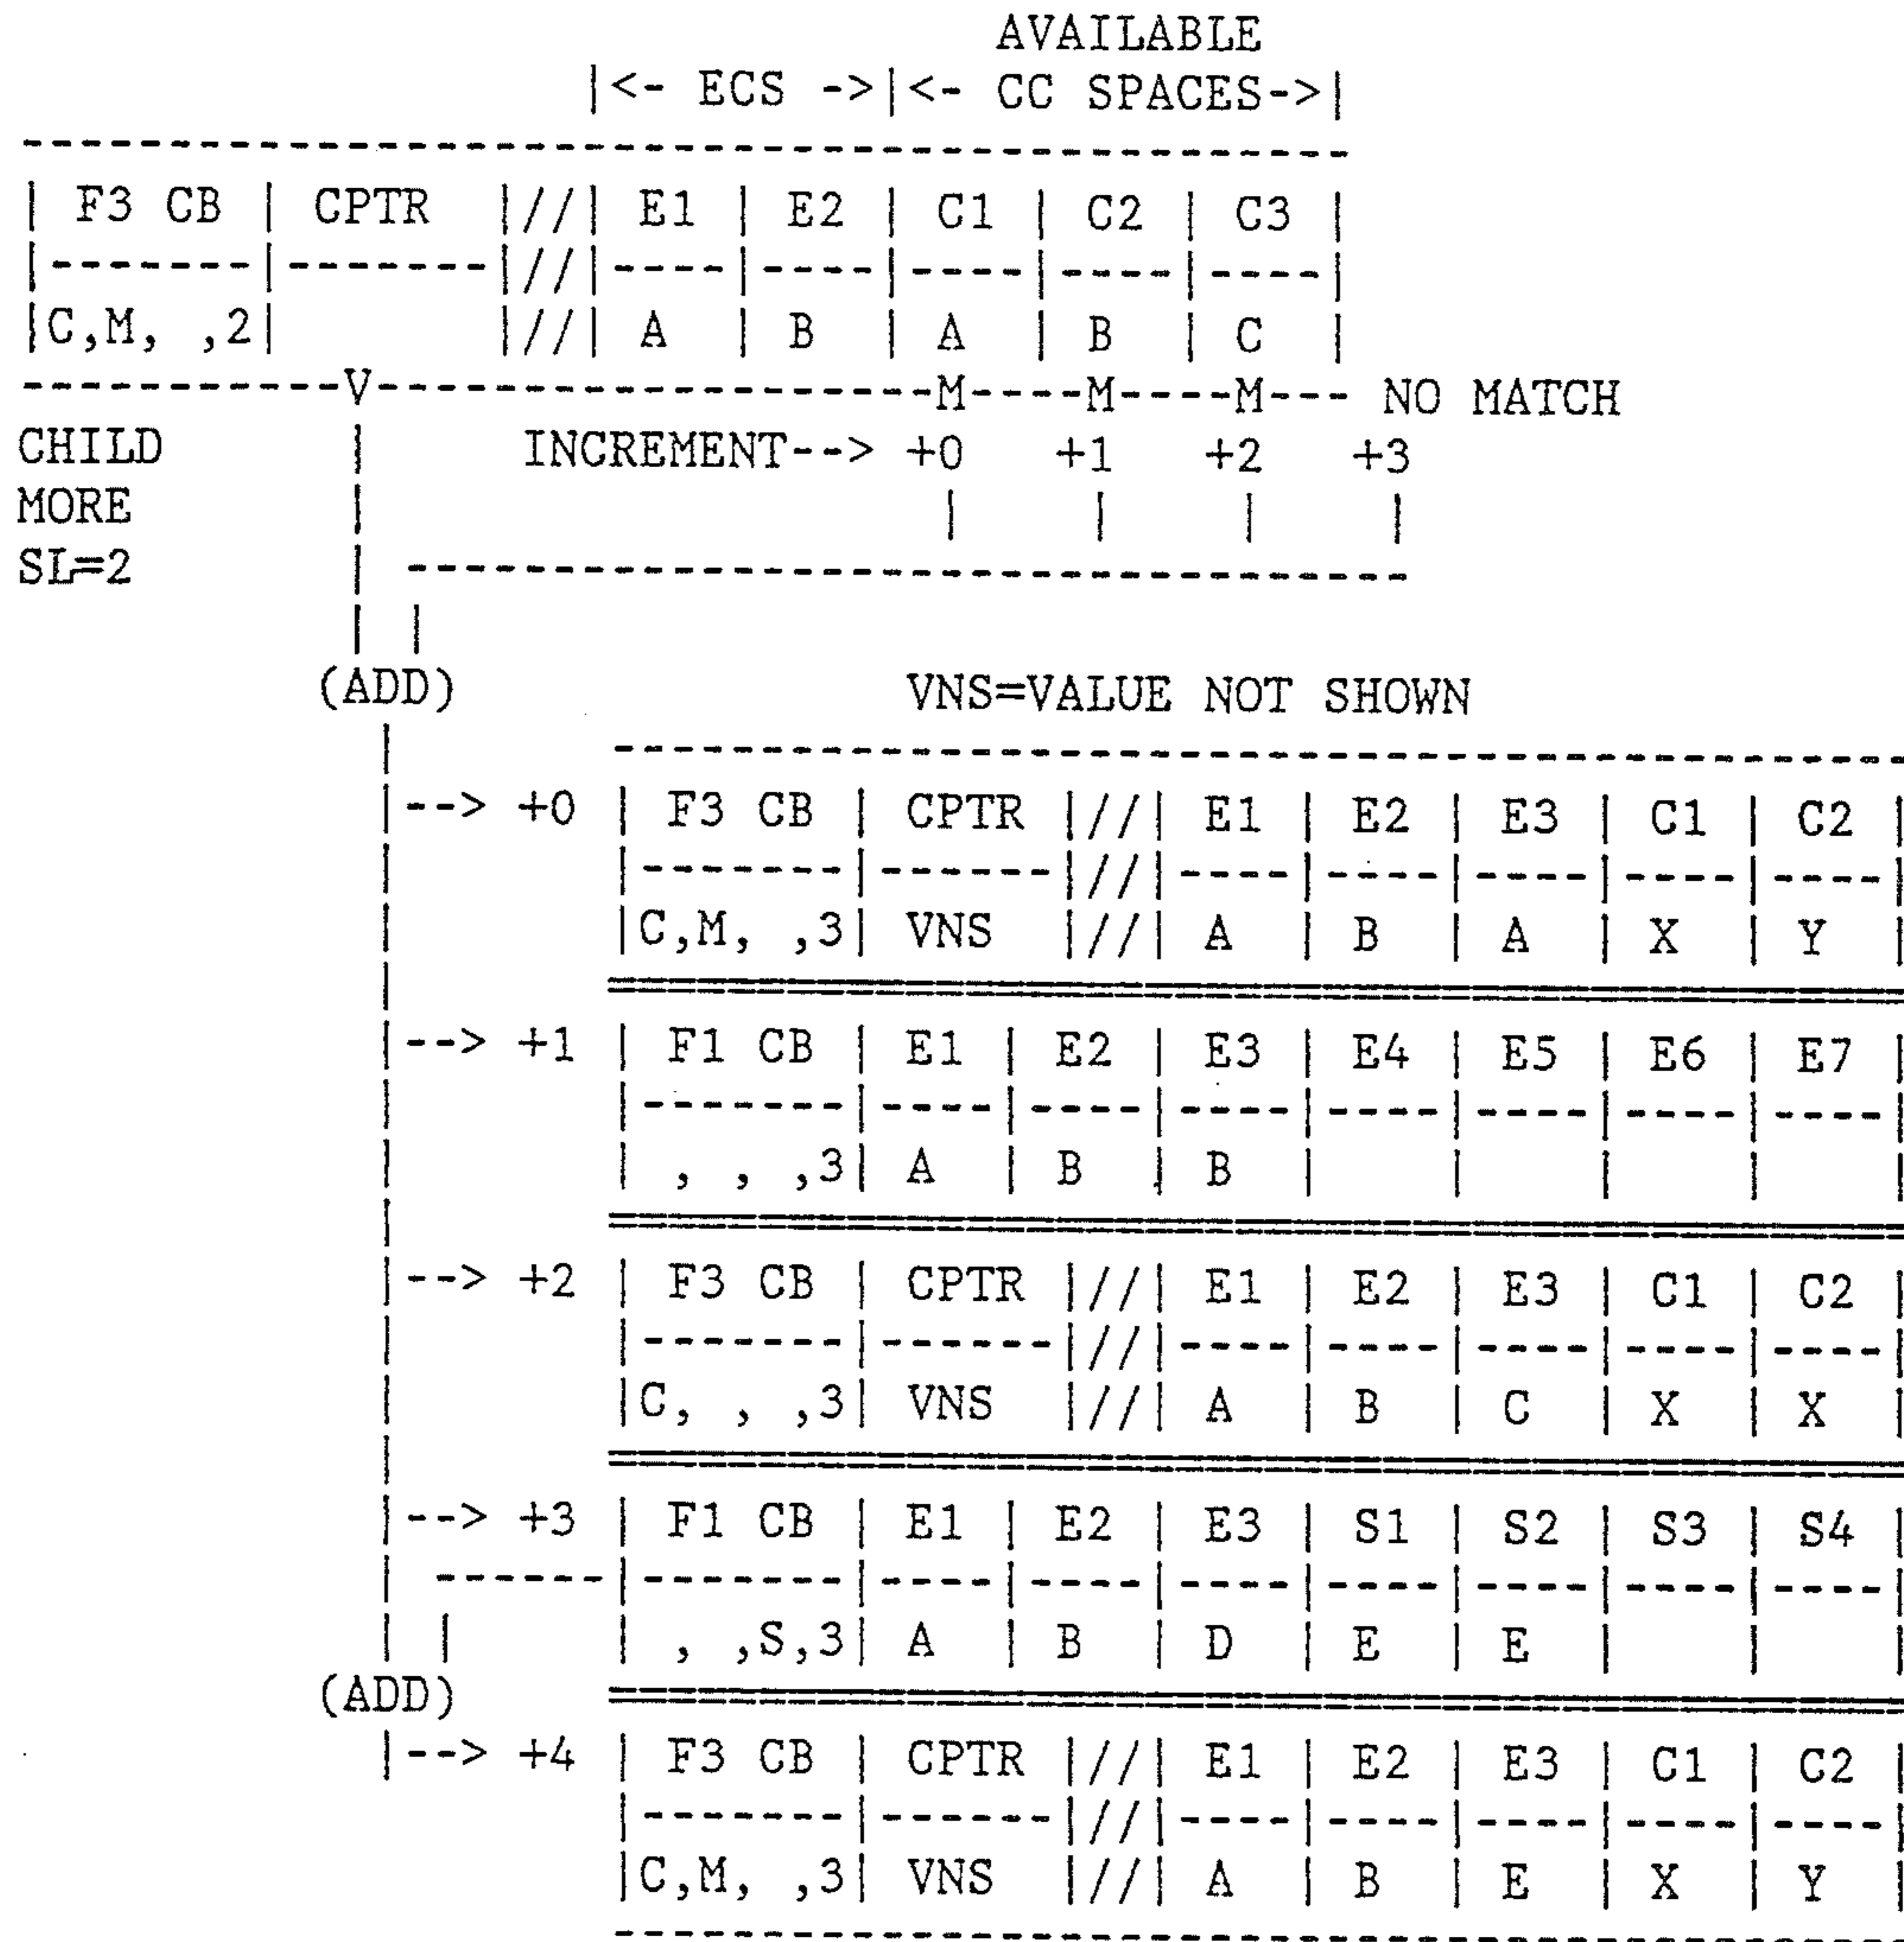 AVAILABLE
|<- ECS ->|<- CC SPACES->|
---------------------------------------------
| F3 CB | CPTR |//| E1 | E2 | C1 | C2 | C3 |
|-------|-------|//|----|----|----|----|----|
|C,M, ,2| |//| A | B | A | B | C |
-----------V--------------------M----M----M--- NO MATCH
CHILD | INCREMENT--> +0 +1 +2 +3
MORE | | | | |
SL=2 | ----------------------------------
| |
(ADD) VNS=VALUE NOT SHOWN
| --------------------------------------------
|--> +0 | F3 CB | CPTR |//| E1 | E2 | E3 | C1 | C2 |
| |-------|------|//|----|----|----|----|----|
| |C,M, ,3| VNS |//| A | B | A | X | Y |
| ============================================
|--> +1 | F1 CB | E1 | E2 | E3 | E4 | E5 | E6 | E7 |
| |-------|----|----|----|----|----|----|----|
| | , , ,3| A | B | B | | | | |
| ============================================
|--> +2 | F3 CB | CPTR |//| E1 | E2 | E3 | C1 | C2 |
| |-------|------|//|----|----|----|----|----|
| |C, , ,3| VNS |//| A | B | C | X | X |
| ============================================
|--> +3 | F1 CB | E1 | E2 | E3 | S1 | S2 | S3 | S4 |
| ------|-------|----|----|----|----|----|----|----|
| | | , ,S,3| A | B | D | E | E | | |
(ADD) ============================================
|--> +4 | F3 CB | CPTR |//| E1 | E2 | E3 | C1 | C2 |
|-------|------|//|----|----|----|----|----|
|C,M, ,3| VNS |//| A | B | E | X | Y |
--------------------------------------------